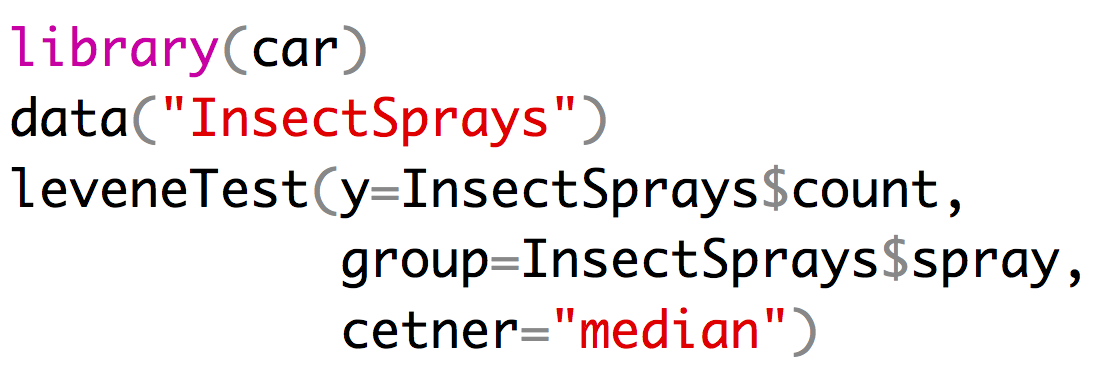 library(car)
data("InsectSprays")
leveneTest(y=InsectSprays$count,
group=InsectSprays$spray,
cetner="median")